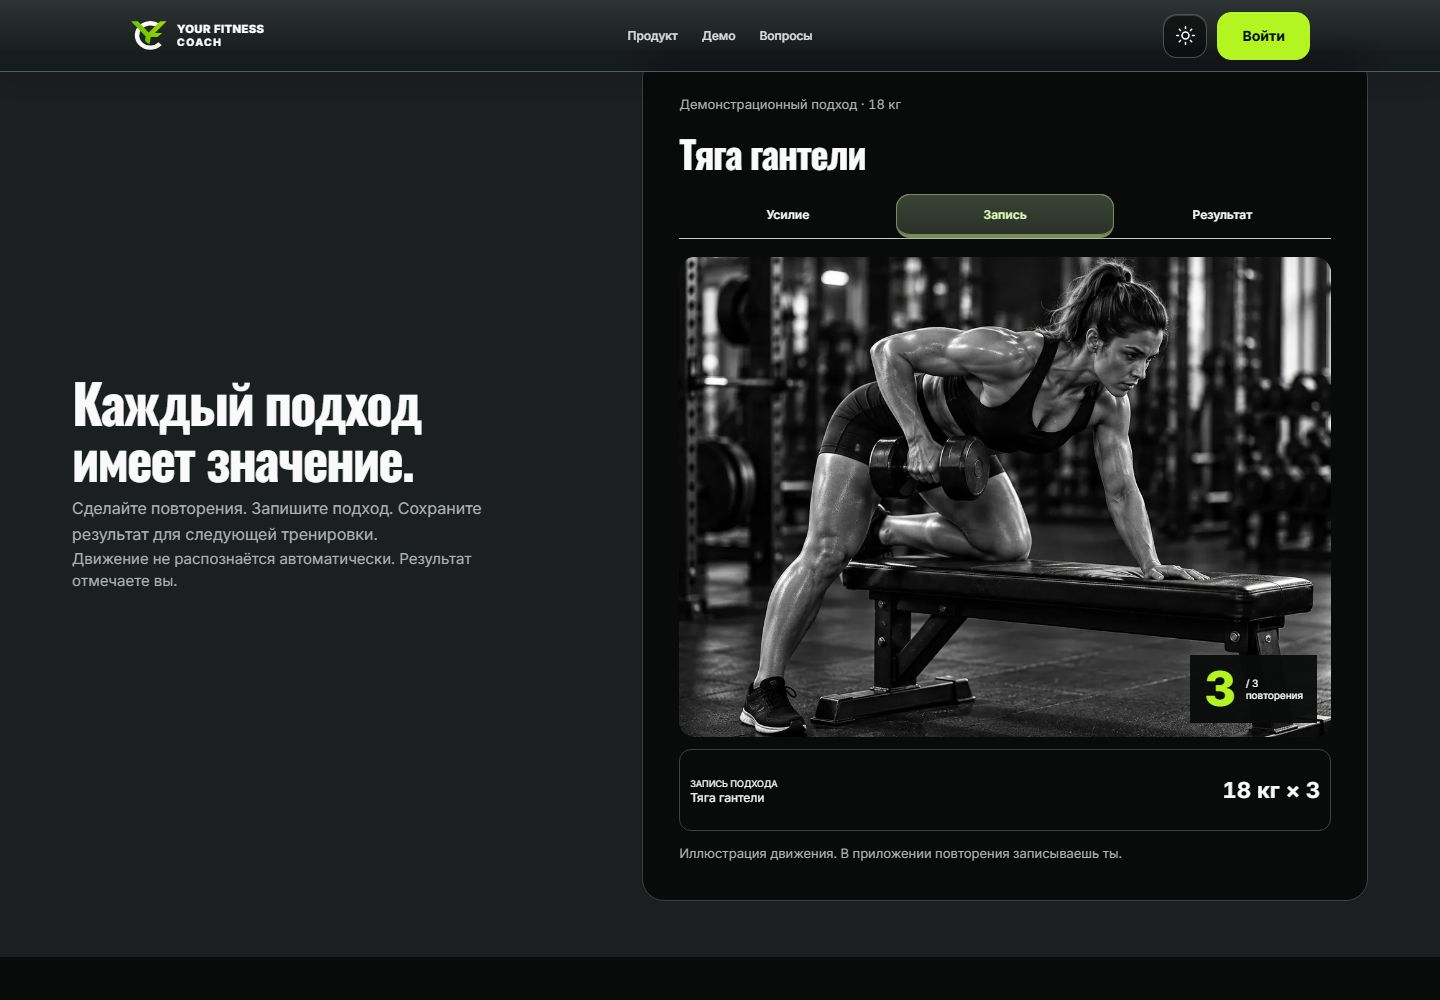 YOUR FITNESS
COACH
Продукт
Демо
Вопросы
Войти
Демонстрационный подход · 18 кг
Тяга гантели
Усилие
Запись
Результат
Каждый подход
имеет значение.
Сделайте повторения. Запишите подход. Сохраните
результат для следующей тренировки.
Движение не распознаётся автоматически. Результат
отмечаете вы.
3
/ 3
повторения
ЗАПИСЬ ПОДХОДА
Тяга гантели
18 кг × 3
Иллюстрация движения. В приложении повторения записываешь ты.